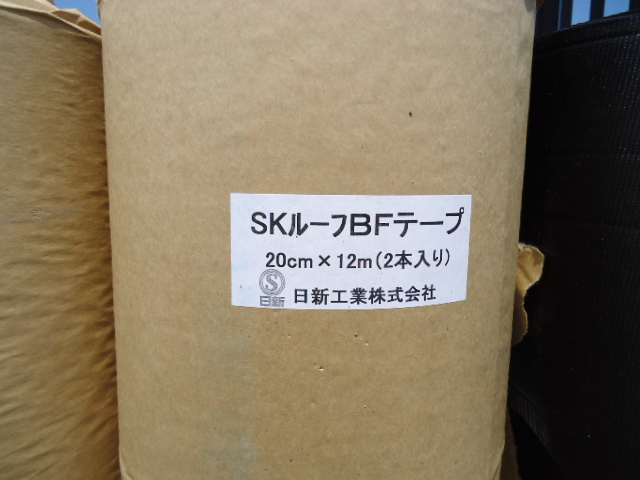 SKルーフBFテープ
20cm×12m(2本入り)
S
日新
日新工業株式会社